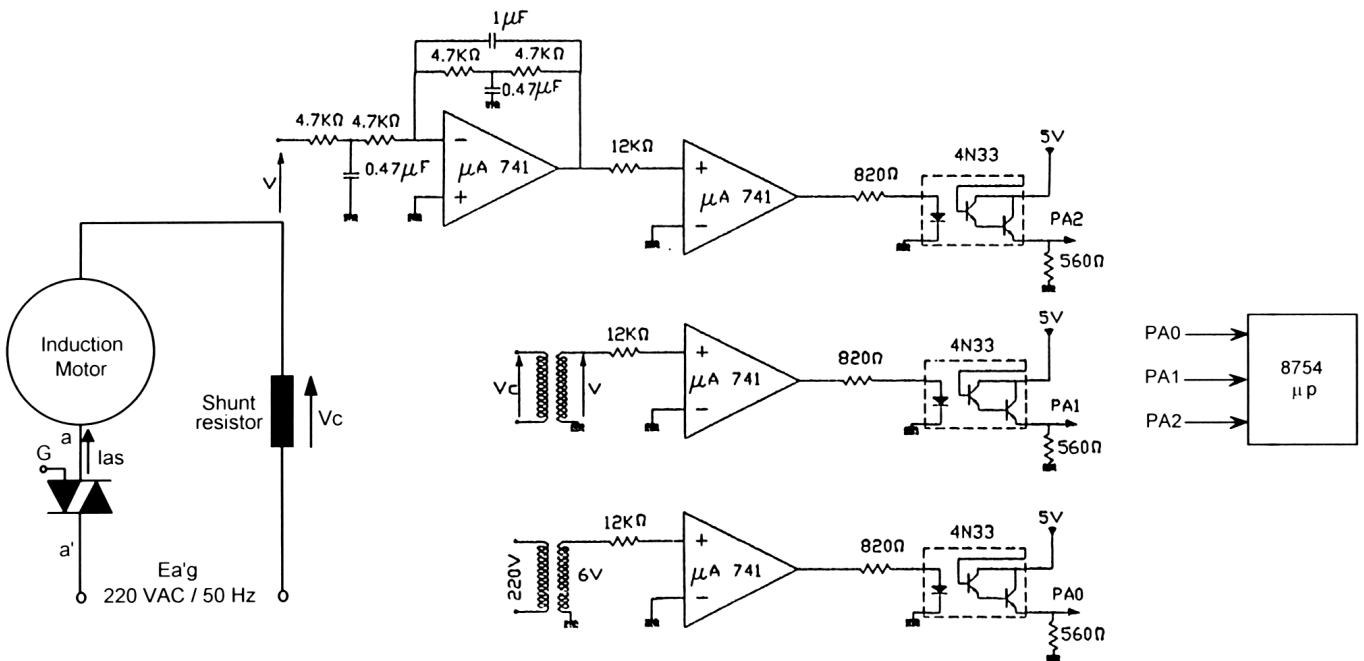 1μF
4.7KΩ 4.7KΩ
0.47μF
4.7KΩ 4.7KΩ
0.47μF
V
−
μA 741
+
12KΩ
+
μA 741
−
820Ω
4N33
5V
PA2
560Ω
Induction
Motor
a
Ias
G
a'
Ea'g
220 VAC / 50 Hz
Shunt
resistor
Vc
Vc
V
12KΩ
+
μA 741
−
820Ω
4N33
5V
PA1
560Ω
220V
6V
12KΩ
+
μA 741
−
820Ω
4N33
5V
PA0
560Ω
PA0
PA1
PA2
8754
μp